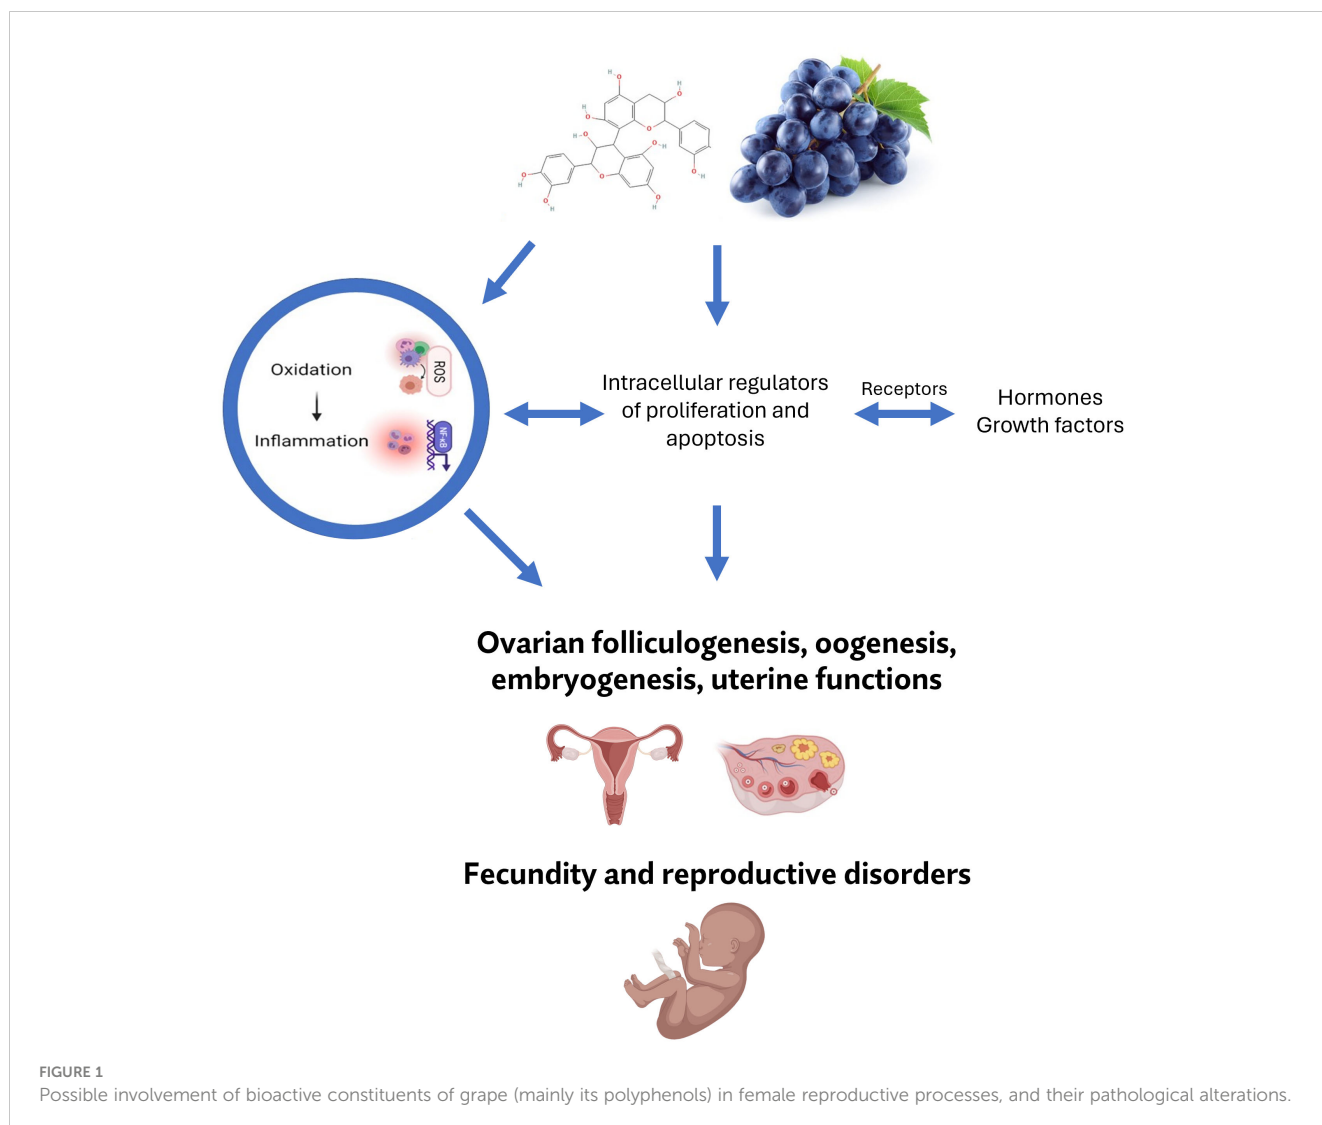 H
O
H
O
H
O
H
O
H
O
O
H
O
H
O
H
O
H
O
H
O
O
H
Oxidation
ROS
Inflammation
NF-κB
Intracellular regulators
of proliferation and
apoptosis
Receptors
Hormones
Growth factors
Ovarian folliculogenesis, oogenesis,
embryogenesis, uterine functions
Fecundity and reproductive disorders
FIGURE 1
Possible involvement of bioactive constituents of grape (mainly its polyphenols) in female reproductive processes, and their pathological alterations.